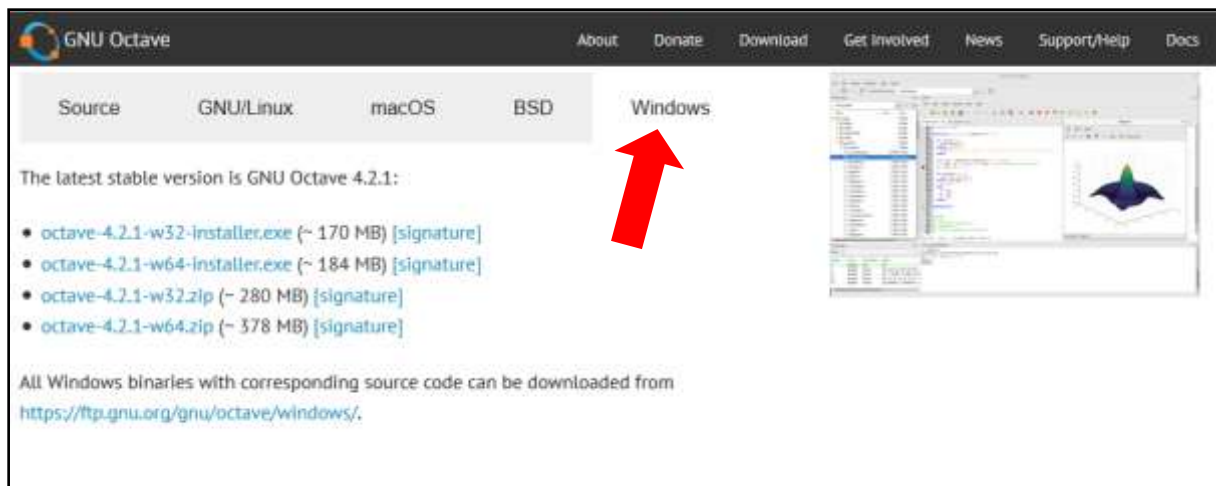 GNU Octave About Donate Download Get Involved News Support/Help Docs
Source GNU/Linux macOS BSD Windows
The latest stable version is GNU Octave 4.2.1:
• octave-4.2.1-w32-installer.exe (~ 170 MB) [signature]
• octave-4.2.1-w64-installer.exe (~ 184 MB) [signature]
• octave-4.2.1-w32.zip (~ 280 MB) [signature]
• octave-4.2.1-w64.zip (~ 378 MB) [signature]
All Windows binaries with corresponding source code can be downloaded from
https://ftp.gnu.org/gnu/octave/windows/.